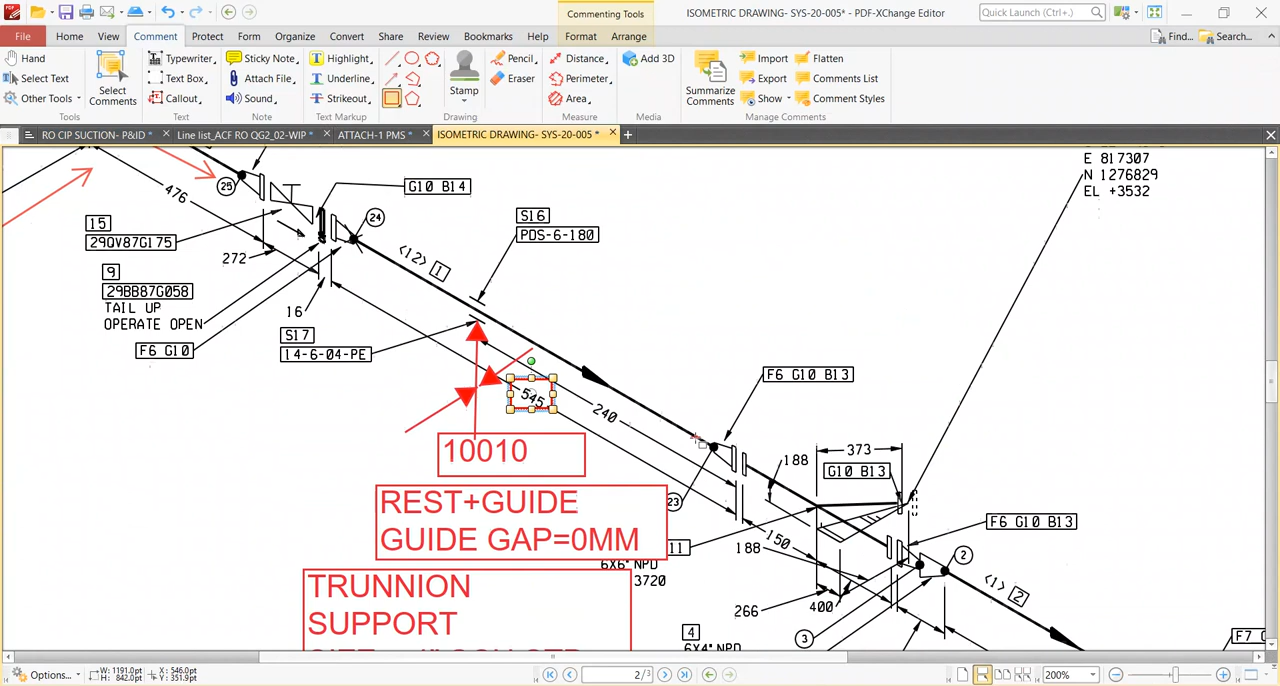 Commenting Tools
ISOMETRIC DRAWING- SYS-20-005* - PDF-XChange Editor
Quick Launch (Ctrl+.)
File Home View Comment Protect Form Organize Convert Share Review Bookmarks Help Format Arrange
Find... Search...
Hand
Select Text
Other Tools
Tools
Select Comments
Typewriter
Text Box
Callout
Text
Sticky Note
Attach File
Sound
Note
Highlight
Underline
Strikeout
Text Markup
Pencil
Eraser
Stamp
Drawing
Distance
Perimeter
Area
Measure
Add 3D
Media
Summarize Comments
Import
Export
Show
Flatten
Comments List
Comment Styles
Manage Comments
RO CIP SUCTION- P&ID *
Line list_ACF RO QG2_02-WIP *
ATTACH-1 PMS *
ISOMETRIC DRAWING- SYS-20-005 *
E 817307
N 1276829
EL +3532
25
476
G10 B14
24
15
29QV87G175
S16
PDS-6-180
<12> 1
272
9
29BB87G058
TAIL UP
OPERATE OPEN
16
F6 G10
S17
14-6-04-PE
545
240
F6 G10 B13
10010
188
373
G10 B13
REST+GUIDE
GUIDE GAP=0MM
23
F6 G10 B13
11
150
188
2
6X6" NPD
3720
<1> 2
TRUNNION
SUPPORT
266
400
4
6X4" NPD
3
F7
Options...
W: 1191.0pt
H: 842.0pt
X: 546.0pt
Y: 351.9pt
2/3
200%